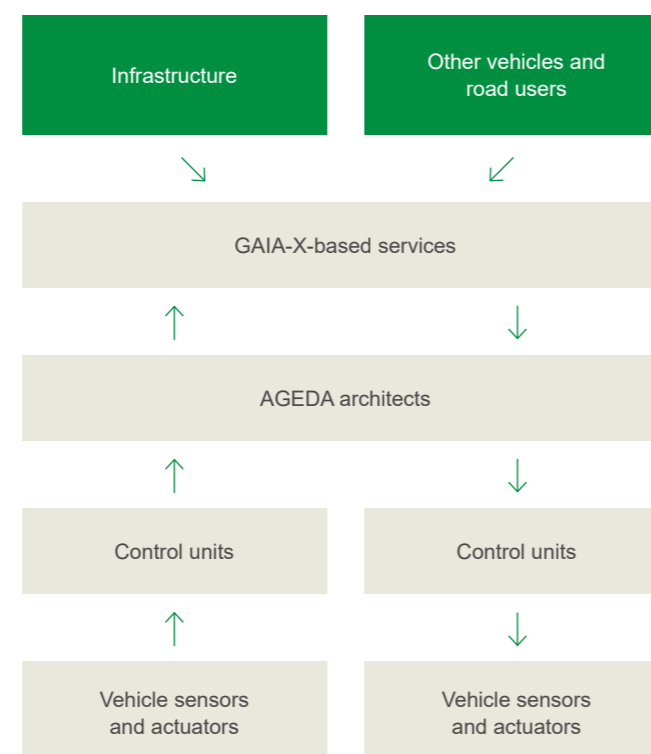 Infrastructure
Other vehicles and
road users
GAIA-X-based services
AGEDA architects
Control units
Control units
Vehicle sensors
and actuators
Vehicle sensors
and actuators